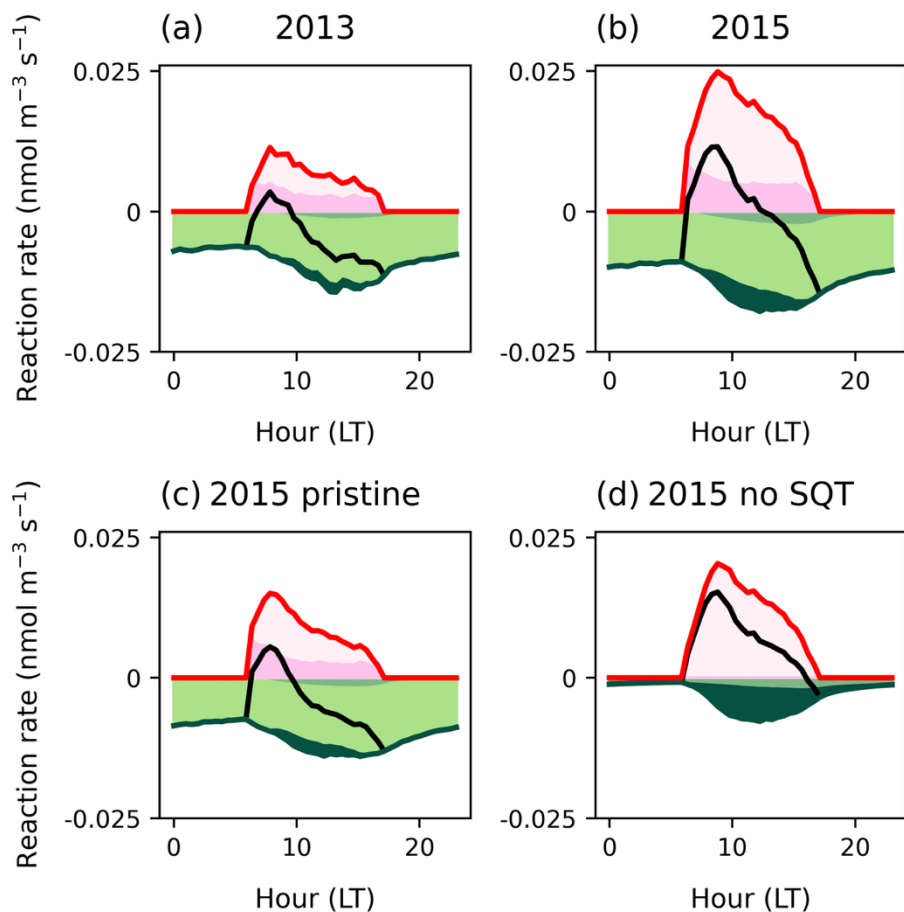 (a) 2013
(b) 2015
Reaction rate (nmol m⁻³ s⁻¹)
0.025
0
-0.025
0 10 20
Hour (LT)
0.025
0
-0.025
0 10 20
Hour (LT)
(c) 2015 pristine
(d) 2015 no SQT
Reaction rate (nmol m⁻³ s⁻¹)
0.025
0
-0.025
0 10 20
Hour (LT)
0.025
0
-0.025
0 10 20
Hour (LT)